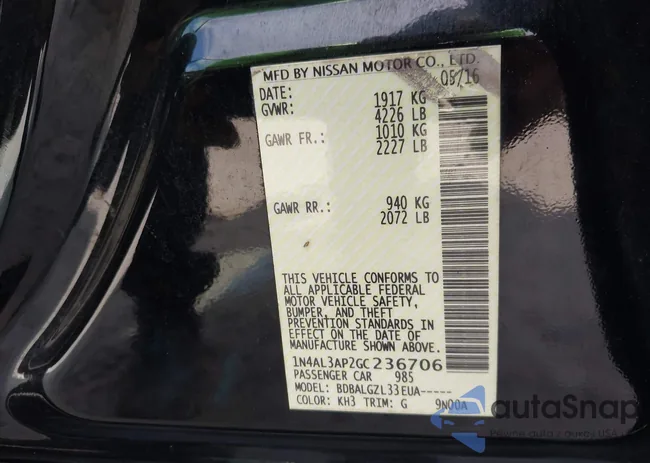 MFD BY NISSAN MOTOR CO., LTD.
DATE: 05/16
GVWR: 1917 KG
4226 LB
GAWR FR.: 1010 KG
2227 LB
GAWR RR.: 940 KG
2072 LB
THIS VEHICLE CONFORMS TO
ALL APPLICABLE FEDERAL
MOTOR VEHICLE SAFETY,
BUMPER, AND THEFT
PREVENTION STANDARDS IN
EFFECT ON THE DATE OF
MANUFACTURE SHOWN ABOVE.
1N4AL3AP2GC236706
PASSENGER CAR 985
MODEL: BDBALGZL33EUA-----
COLOR: KH3 TRIM: G 9N00A
autoSnap